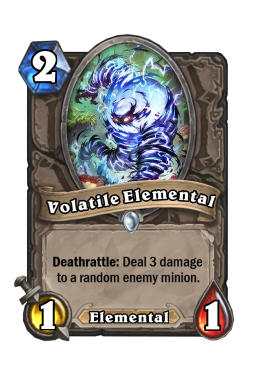 2
Volatile Elemental
Deathrattle: Deal 3 damage
to a random enemy minion.
1
Elemental
1